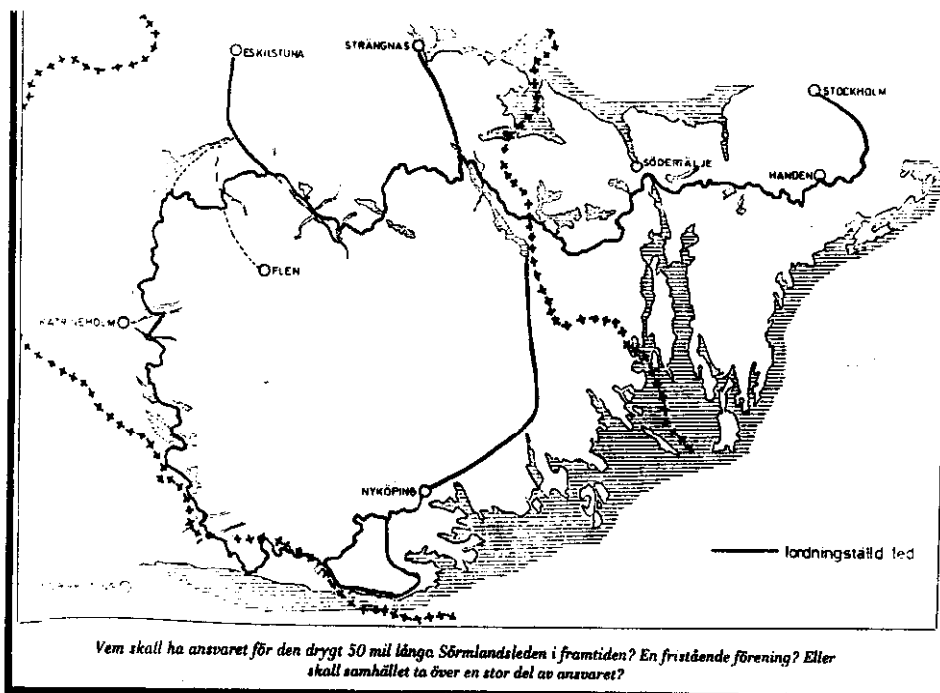 ESKILSTUNA
STRÄNGNÄS
STOCKHOLM
SÖDERTÄLJE
HANDEN
FLEN
KATRINEHOLM
NYKÖPING
Iordningställd led
Vem skall ha ansvaret för den drygt 50 mil långa Sörmlandsleden i framtiden? En fristående förening? Eller
skall samhället ta över en stor del av ansvaret?